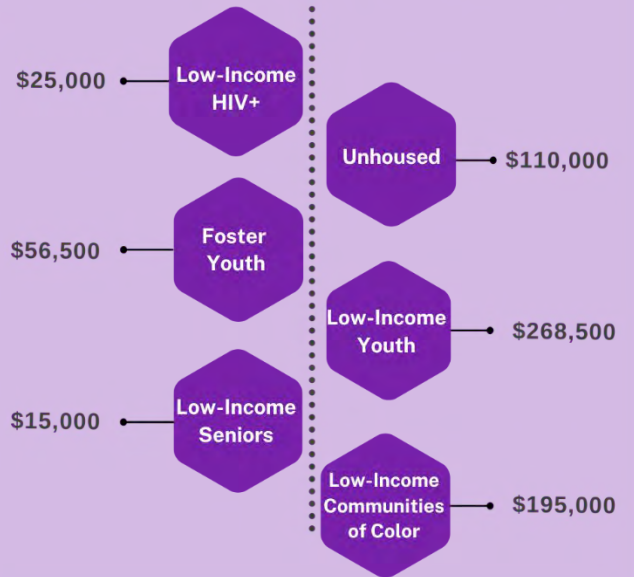 $25,000
Low-Income
HIV+
Unhoused
$110,000
$56,500
Foster
Youth
Low-Income
Youth
$268,500
$15,000
Low-Income
Seniors
Low-Income
Communities
of Color
$195,000